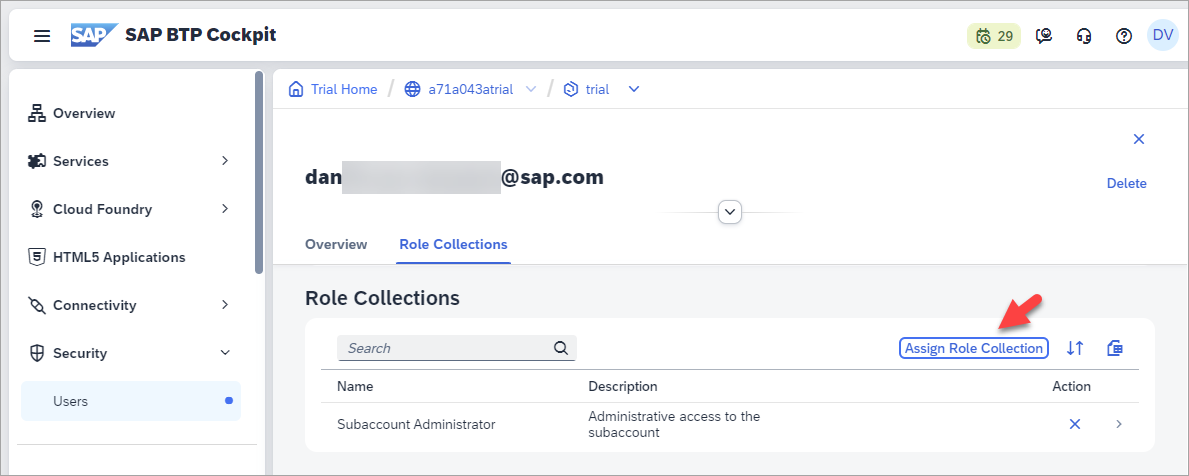 SAP SAP BTP Cockpit
29
DV
Overview
Services
Cloud Foundry
HTML5 Applications
Connectivity
Security
Users
Trial Home / a71a043atrial / trial
dan @sap.com
Delete
Overview Role Collections
Role Collections
Search
Assign Role Collection
Name Description Action
Subaccount Administrator
Administrative access to the
subaccount